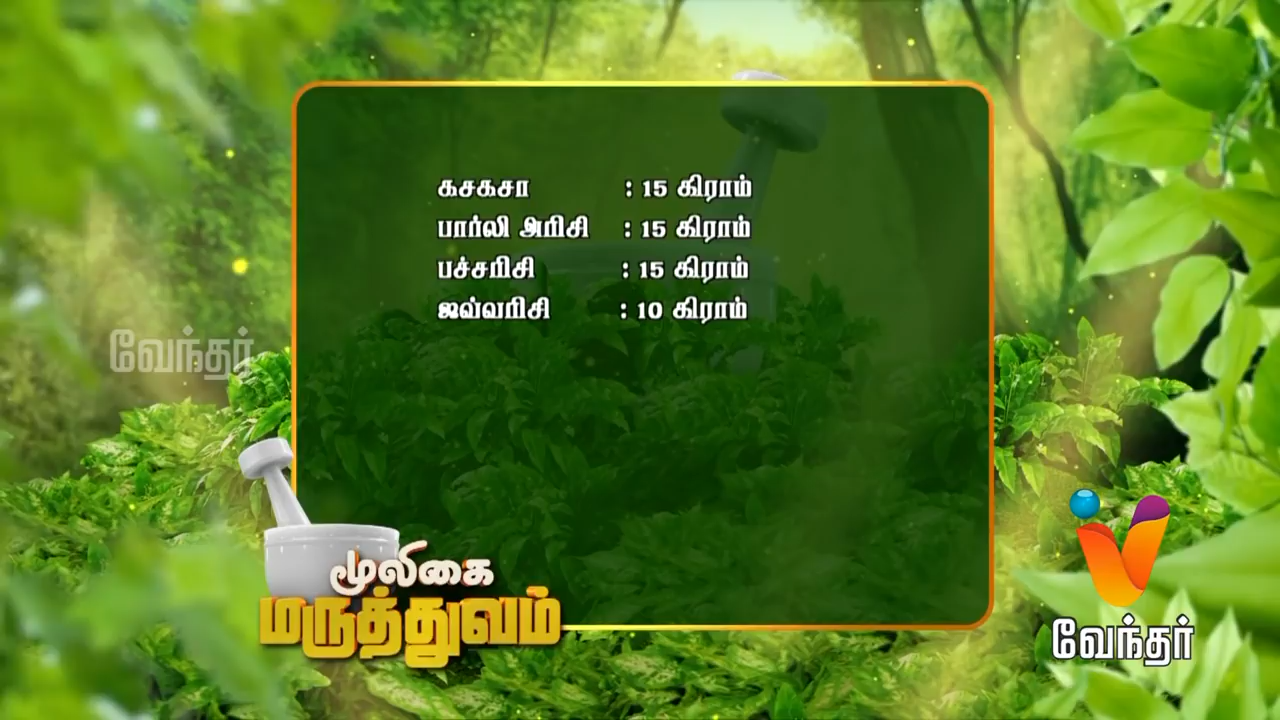 கசகசா : 15 கிராம்
பார்லி அரிசி : 15 கிராம்
பச்சரிசி : 15 கிராம்
ஜவ்வரிசி : 10 கிராம்
வேந்தர்
மூலிகை
மருத்துவம்
வேந்தர்